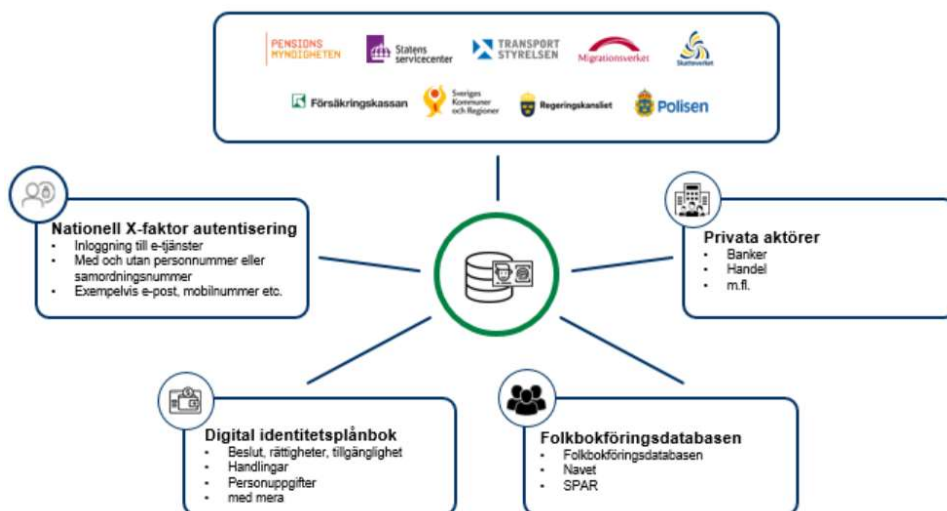 PENSIONS
MYNDIGHETEN
Statens
servicecenter
TRANSPORT
STYRELSEN
Migrationsverket
Skatteverket
Försäkringskassan
Sveriges
Kommuner
och Regioner
Regeringskansliet
Polisen
Nationell X-faktor autentisering
• Inloggning till e-tjänster
• Med och utan personnummer eller
samordningsnummer
• Exempelvis e-post, mobilnummer etc.
Privata aktörer
• Banker
• Handel
• m.fl.
Digital identitetsplånbok
• Beslut, rättigheter, tillgänglighet
• Handlingar
• Personuppgifter
• med mera
Folkbokföringsdatabasen
• Folkbokföringsdatabasen
• Navet
• SPAR